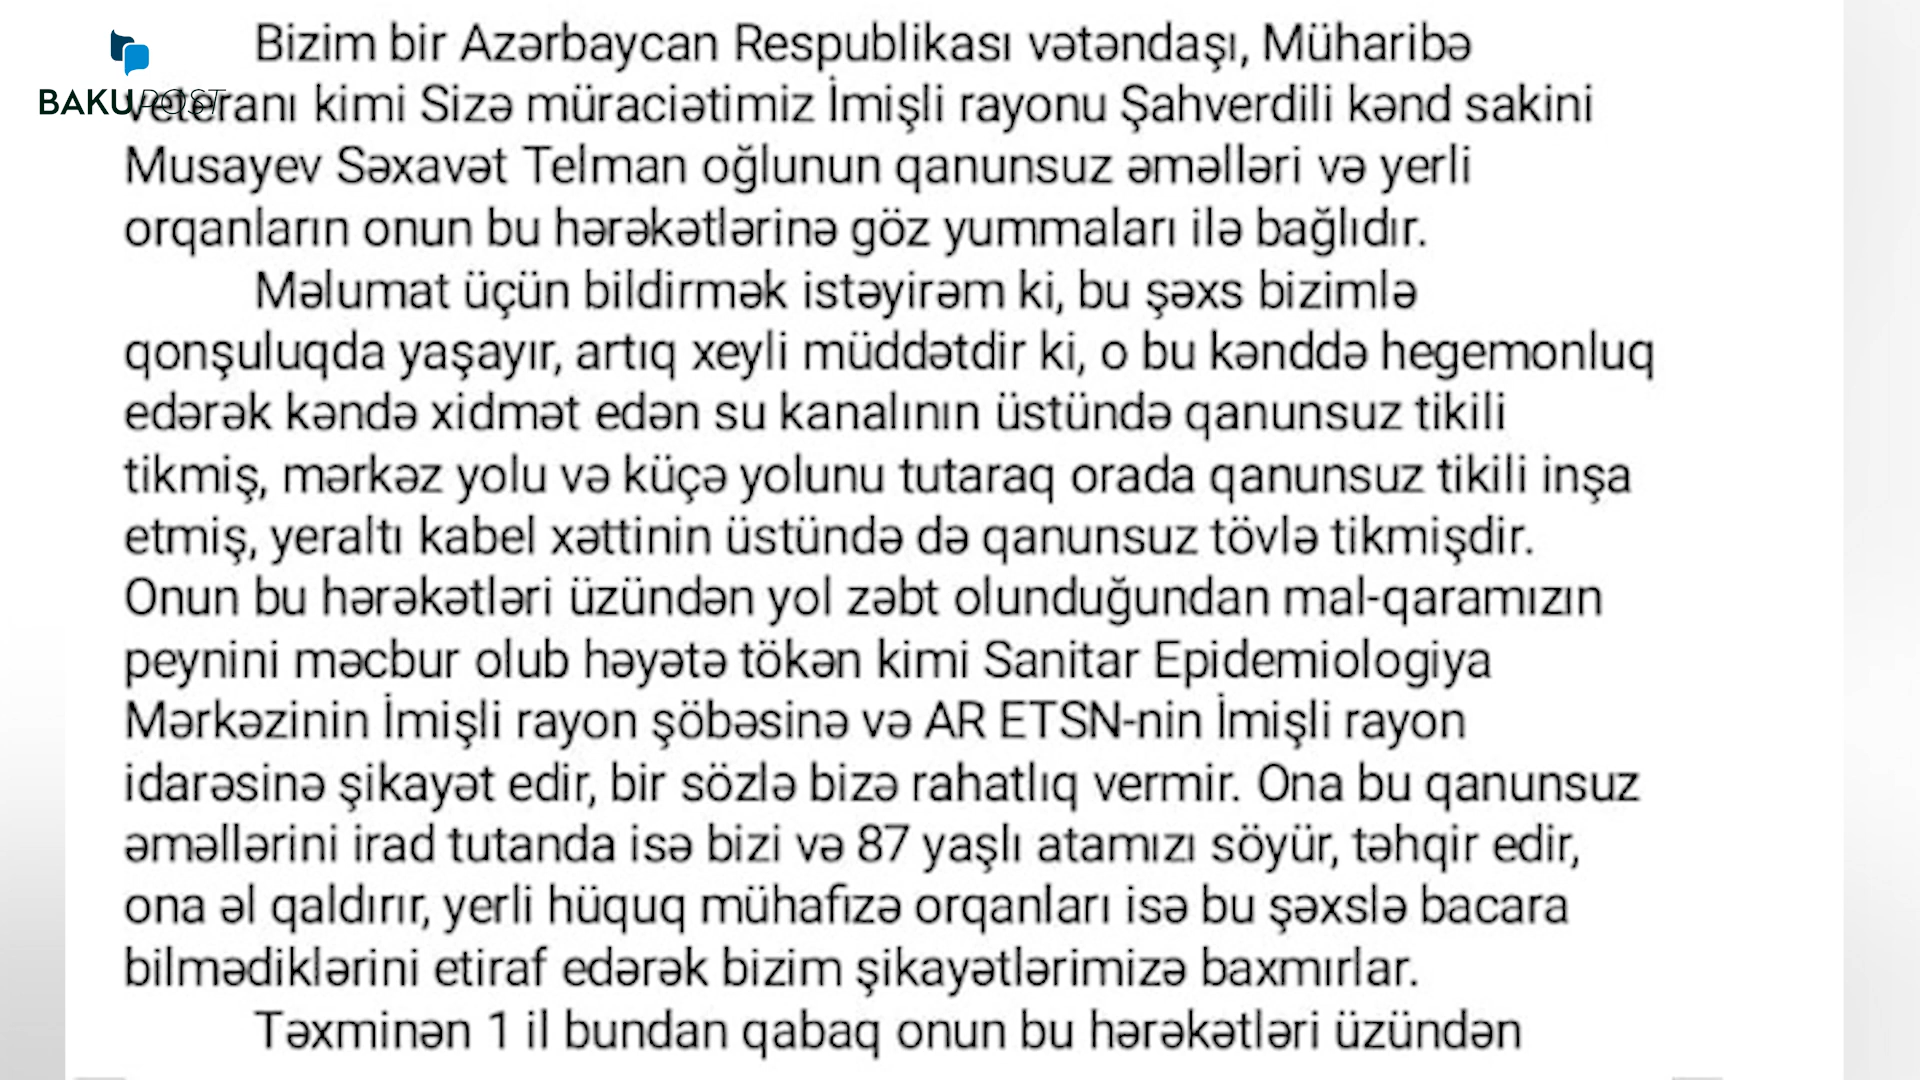 BAKUPOST
Bizim bir Azərbaycan Respublikası vətəndaşı, Müharibə
Veteranı kimi Sizə müraciətimiz İmişli rayonu Şahverdili kənd sakini
Musayev Səxavət Telman oğlunun qanunsuz əməlləri və yerli
orqanların onun bu hərəkətlərinə göz yummaları ilə bağlıdır.
Məlumat üçün bildirmək istəyirəm ki, bu şəxs bizimlə
qonşuluqda yaşayır, artıq xeyli müddətdir ki, o bu kənddə hegemonluq
edərək kəndə xidmət edən su kanalının üstündə qanunsuz tikili
tikmiş, mərkəz yolu və küçə yolunu tutaraq orada qanunsuz tikili inşa
etmiş, yeraltı kabel xəttinin üstündə də qanunsuz tövlə tikmişdir.
Onun bu hərəkətləri üzündən yol zəbt olunduğundan mal-qaramızın
peynini məcbur olub həyətə tökən kimi Sanitar Epidemiologiya
Mərkəzinin İmişli rayon şöbəsinə və AR ETSN-nin İmişli rayon
idarəsinə şikayət edir, bir sözlə bizə rahatlıq vermir. Ona bu qanunsuz
əməllərini irad tutanda isə bizi və 87 yaşlı atamızı söyür, təhqir edir,
ona əl qaldırır, yerli hüquq mühafizə orqanları isə bu şəxslə bacara
bilmədiklərini etiraf edərək bizim şikayətlərimizə baxmırlar.
Təxminən 1 il bundan qabaq onun bu hərəkətləri üzündən